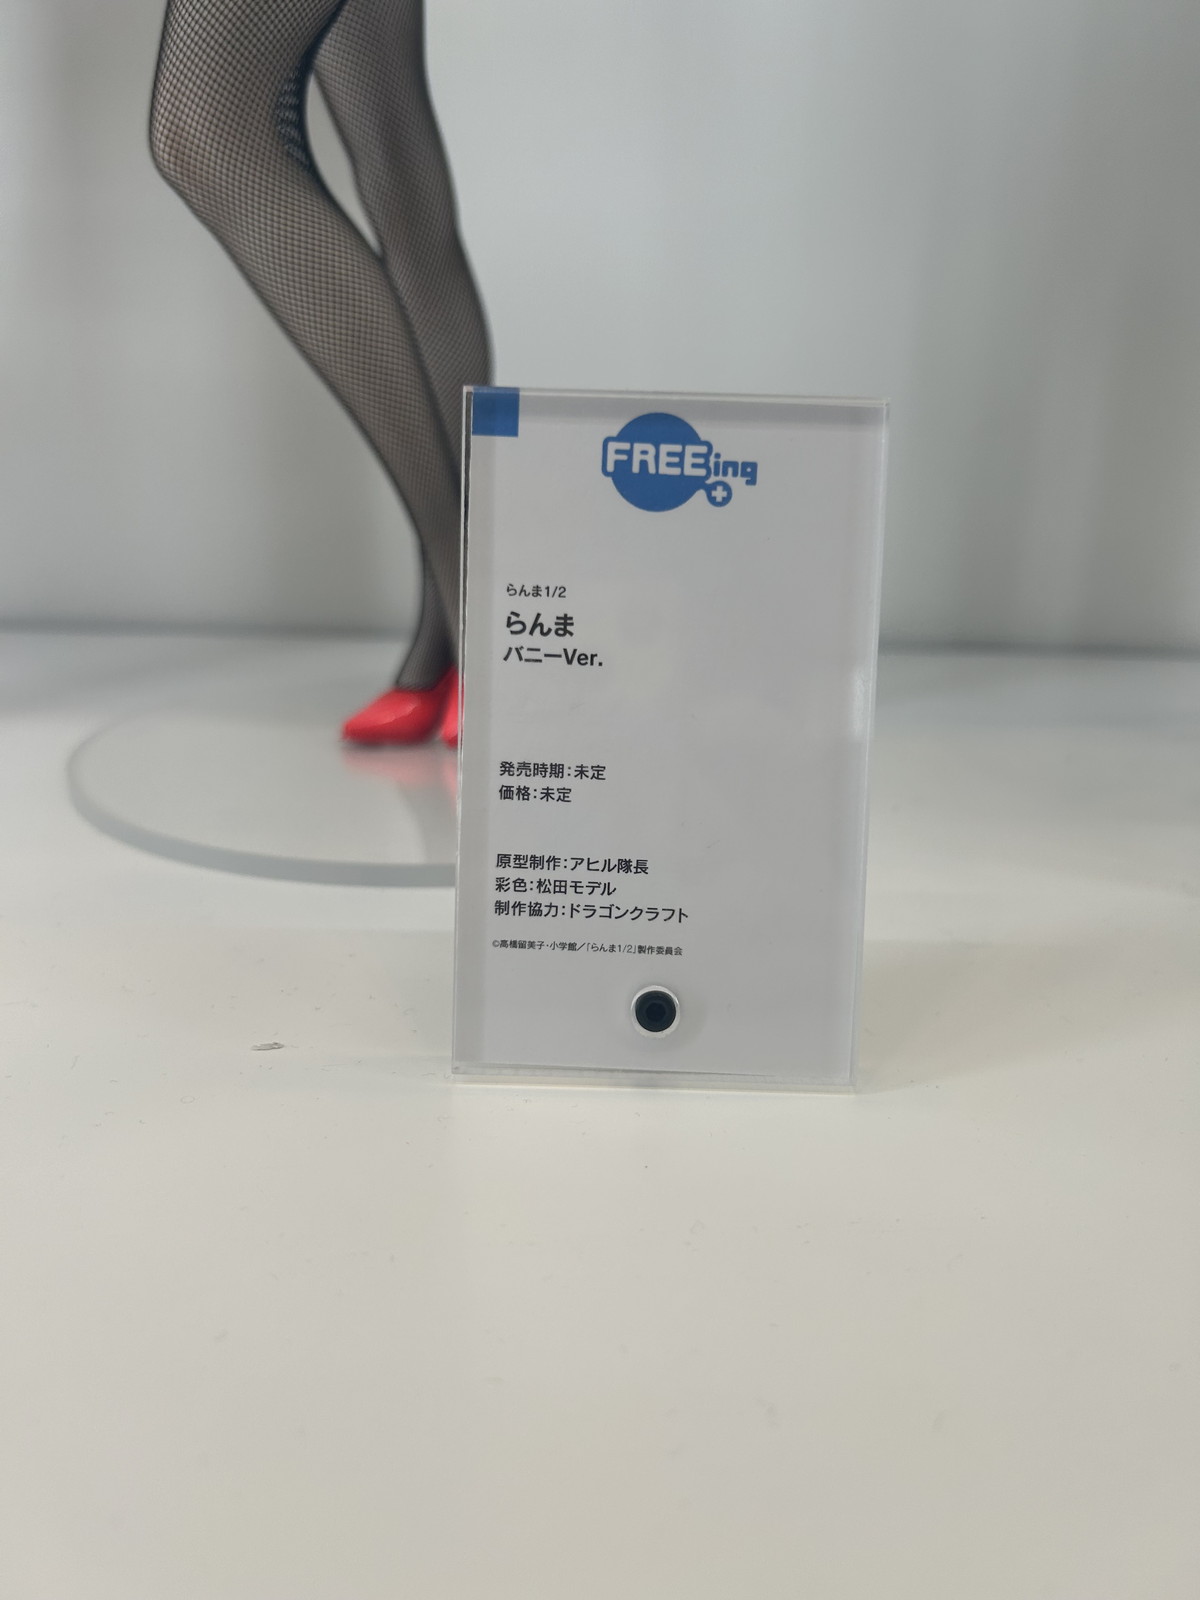 FREEing
らんま1/2
らんま
バニーVer.
発売時期：未定
価格：未定
原型制作：アヒル隊長
彩色：松田モデル
制作協力：ドラゴンクラフト
©高橋留美子・小学館／「らんま1/2」製作委員会